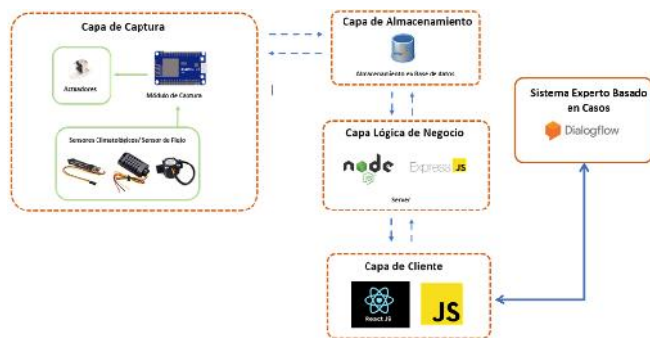 Capa de Captura
Actuadores
Módulo de Captura
Sensores Climatológicos/ Sensor de Flujo
Capa de Almacenamiento
Almacenamiento en Base de datos
Capa Lógica de Negocio
node
JS
Express
JS
Server
Capa de Cliente
React JS
JS
Sistema Experto Basado
en Casos
Dialogflow